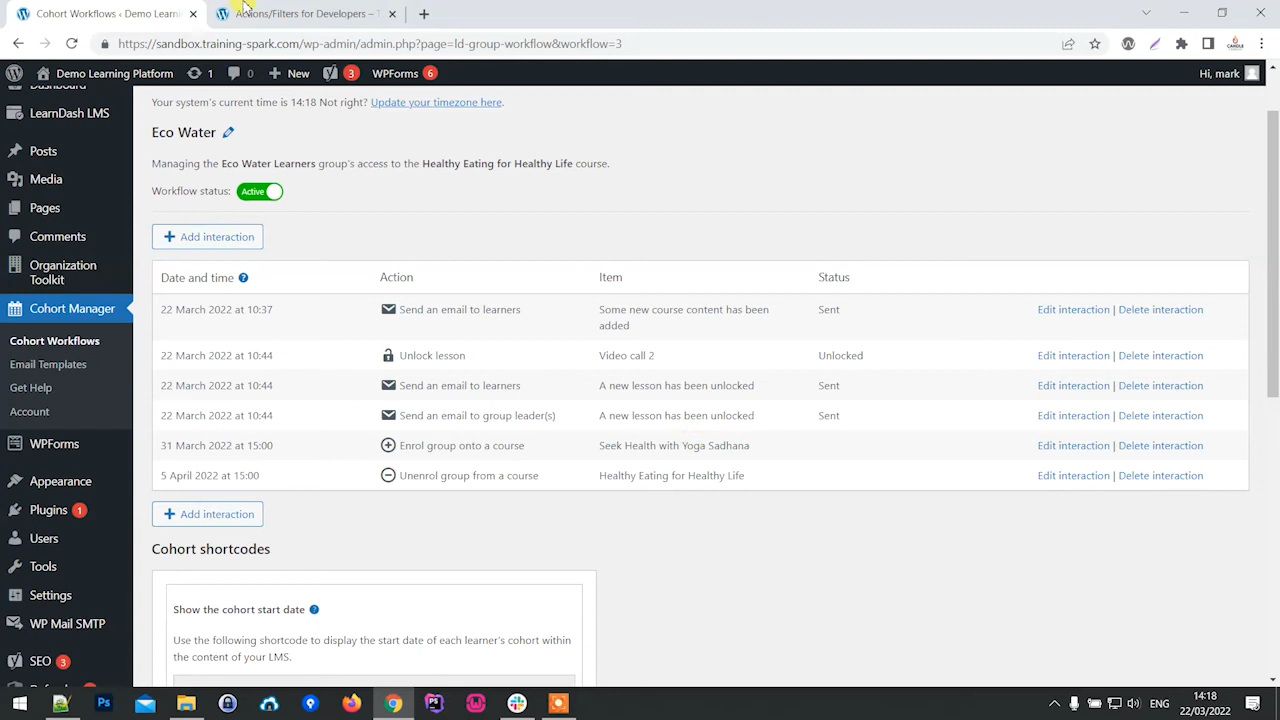 Conhort Workflows ‹ Demo Learni
Actions/Filters for Developers – T
https://sandbox.training-spark.com/wp-admin/admin.php?page=ld-group-workflow&workflow=3
Demo Learning Platform 1 0 New 3 WPForms 6 Hi, mark
Dashboard
LearnDash LMS
Posts
Media
Pages
Comments
Organization
Toolkit
Cohort Manager
Cohort Workflows
Email Templates
Get Help
Account
WPForms
Appearance
Plugins 1
Users
Tools
Settings
WP Mail SMTP
SEO 3
Your system's current time is 14:18 Not right? Update your timezone here.
Eco Water
Managing the Eco Water Learners group's access to the Healthy Eating for Healthy Life course.
Workflow status: Active
Add interaction
Date and time ? Action Item Status
22 March 2022 at 10:37 Send an email to learners Some new course content has been added Sent Edit interaction | Delete interaction
22 March 2022 at 10:44 Unlock lesson Video call 2 Unlocked Edit interaction | Delete interaction
22 March 2022 at 10:44 Send an email to learners A new lesson has been unlocked Sent Edit interaction | Delete interaction
22 March 2022 at 10:44 Send an email to group leader(s) A new lesson has been unlocked Sent Edit interaction | Delete interaction
31 March 2022 at 15:00 Enrol group onto a course Seek Health with Yoga Sadhana Edit interaction | Delete interaction
5 April 2022 at 15:00 Unenrol group from a course Healthy Eating for Healthy Life Edit interaction | Delete interaction
Add interaction
Cohort shortcodes
Show the cohort start date ?
Use the following shortcode to display the start date of each learner's cohort within
the content of your LMS.
Ps
ENG
14:18
22/03/2022